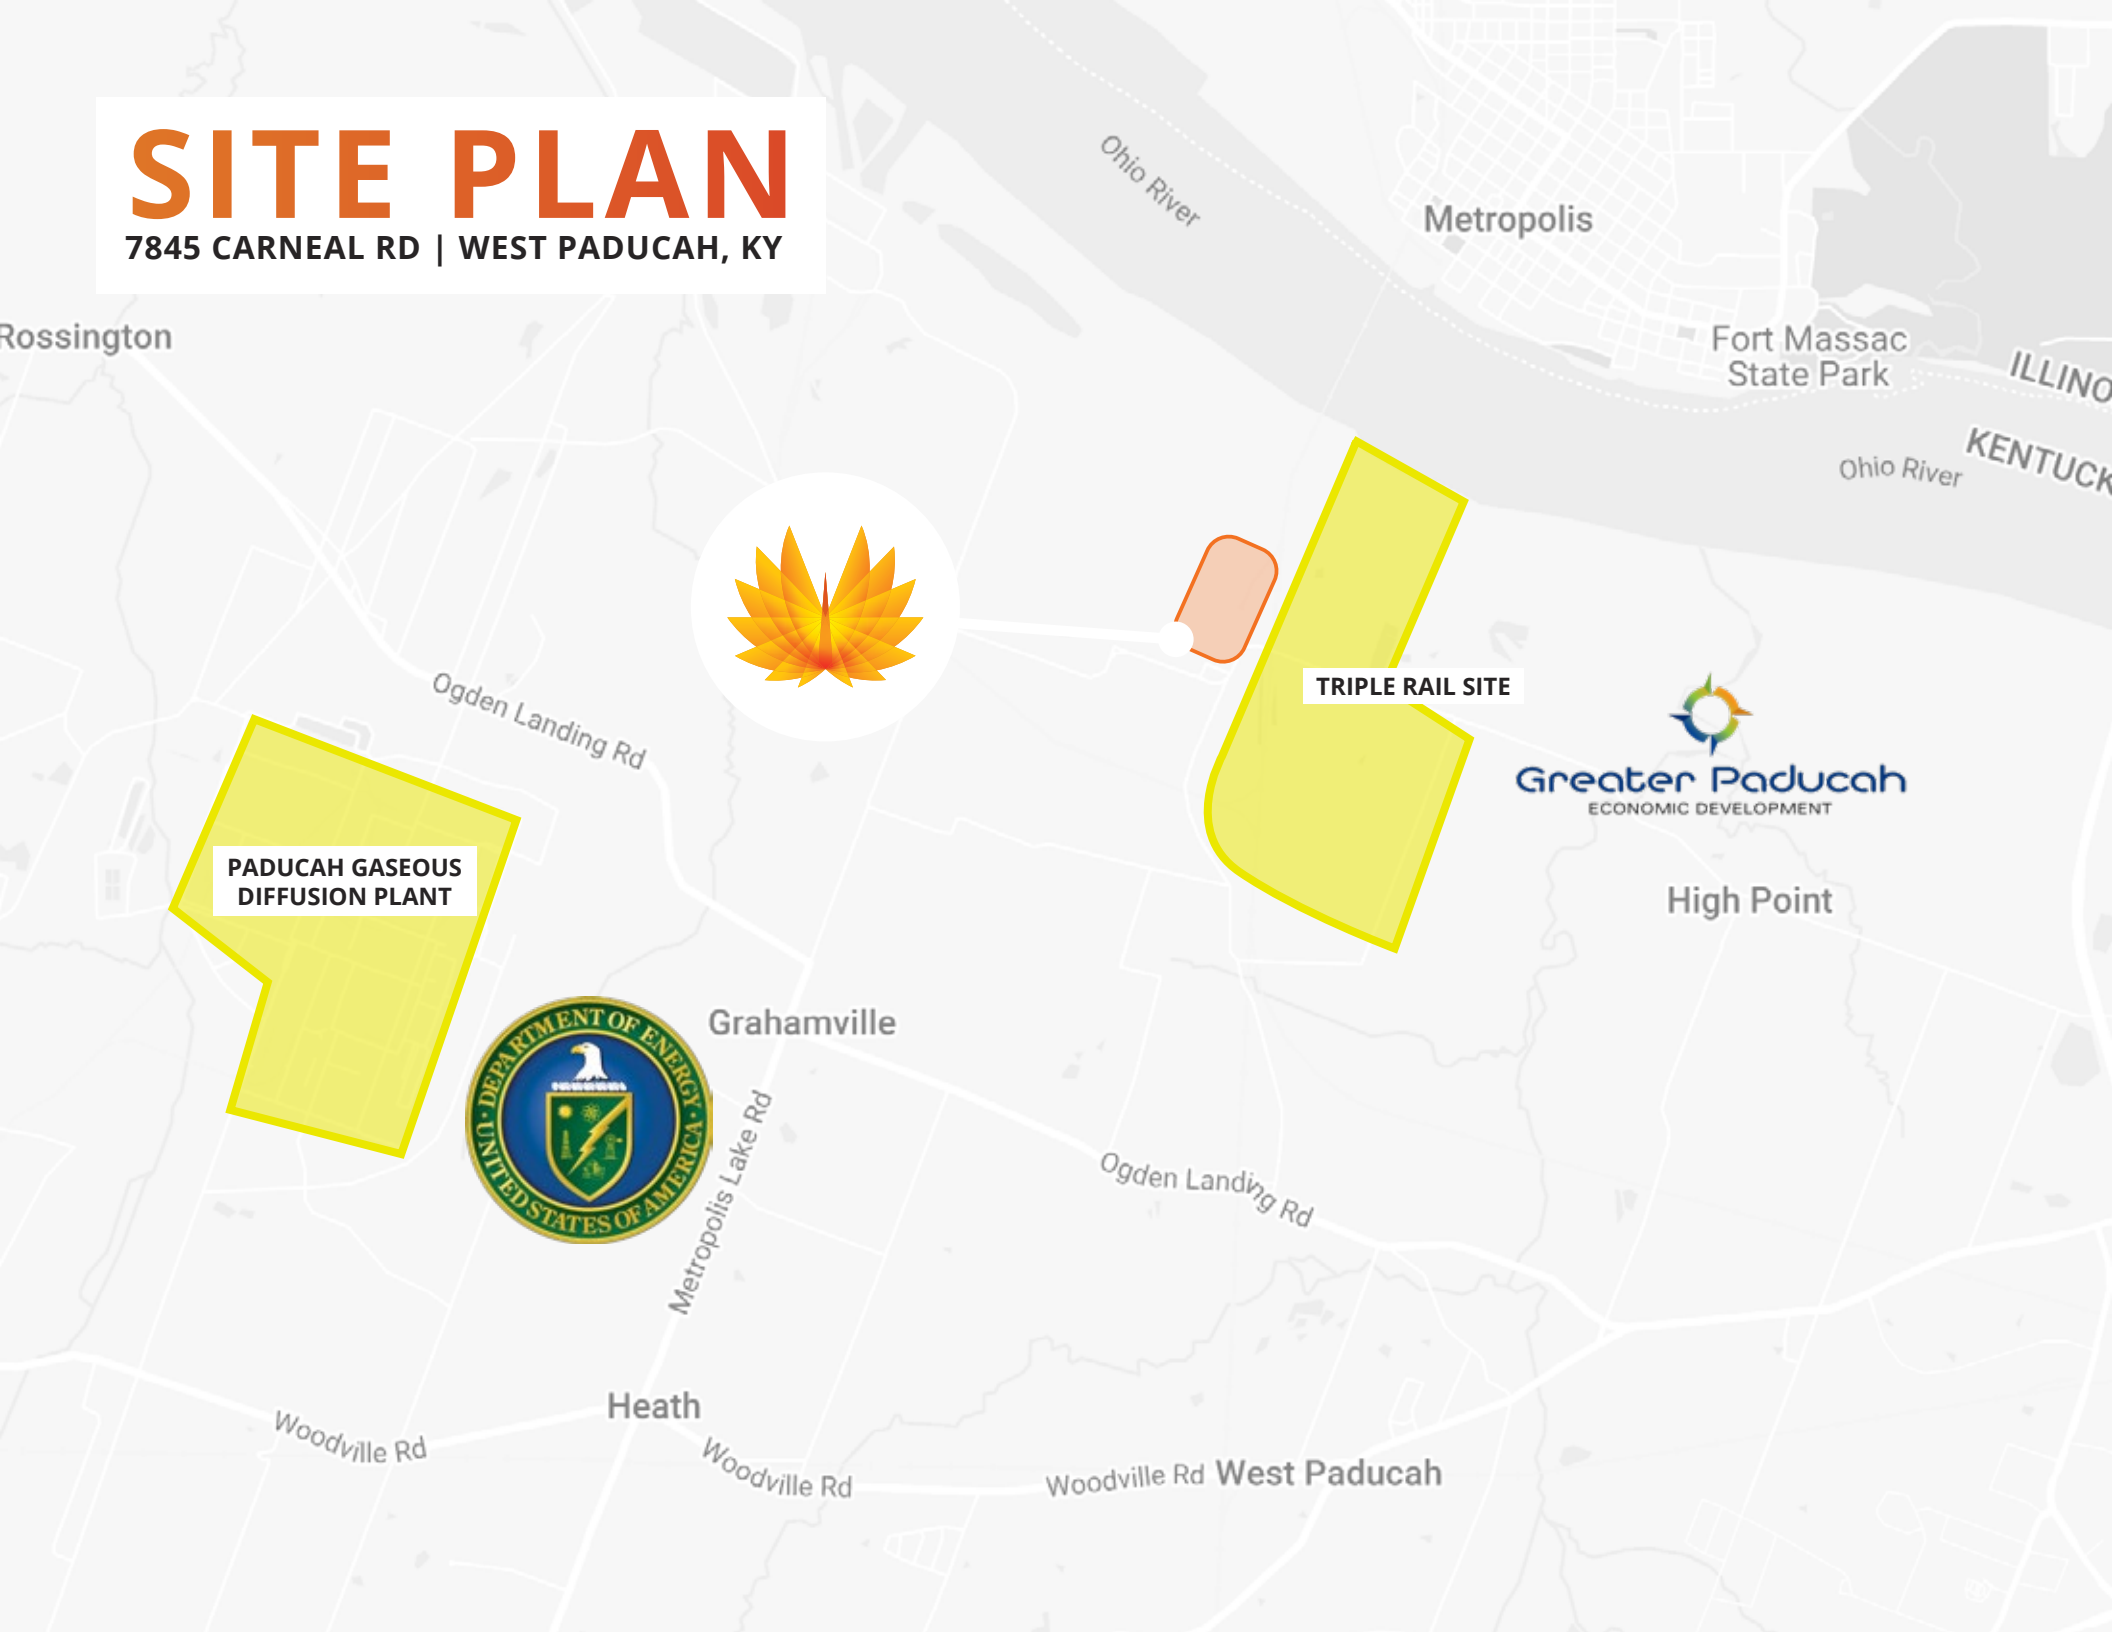 SITE PLAN
7845 CARNEAL RD | WEST PADUCAH, KY
Ohio River
Metropolis
Rossington
Fort Massac
State Park
ILLINO
KENTUCK
Ohio River
Ogden Landing Rd
TRIPLE RAIL SITE
Greater Paducah
ECONOMIC DEVELOPMENT
PADUCAH GASEOUS
DIFFUSION PLANT
High Point
Grahamville
DEPARTMENT OF ENERGY
UNITED STATES OF AMERICA
Metropolis Lake Rd
Ogden Landing Rd
Heath
Woodville Rd
Woodville Rd
Woodville Rd
West Paducah